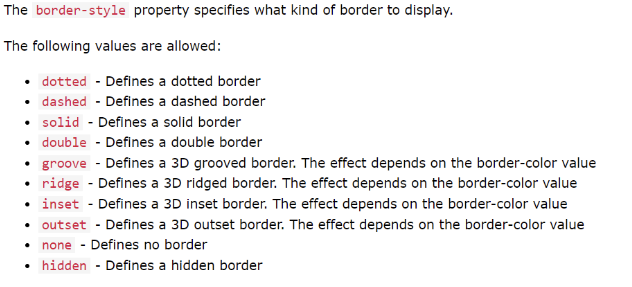 The border-style property specifies what kind of border to display.
The following values are allowed:
• dotted - Defines a dotted border
• dashed - Defines a dashed border
• solid - Defines a solid border
• double - Defines a double border
• groove - Defines a 3D grooved border. The effect depends on the border-color value
• ridge - Defines a 3D ridged border. The effect depends on the border-color value
• inset - Defines a 3D inset border. The effect depends on the border-color value
• outset - Defines a 3D outset border. The effect depends on the border-color value
• none - Defines no border
• hidden - Defines a hidden border